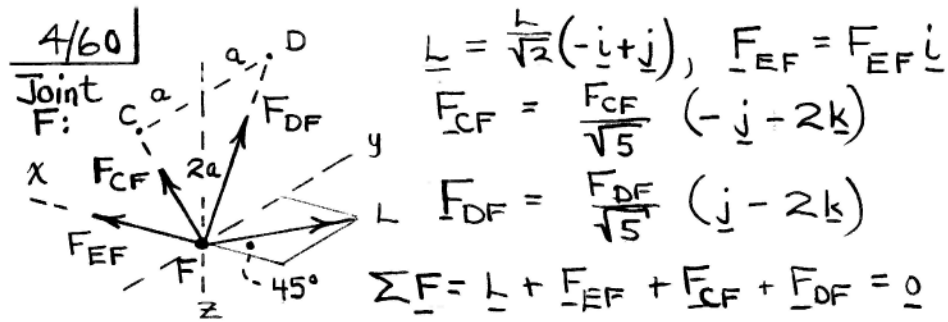 4/60
Joint
F:
a
a
D
C
F_DF
F_CF
2a
x
y
F_EF
L
F
45°
z
L = L/√2 (-i + j), F_EF = F_EF i
F_CF = F_CF/√5 (-j - 2k)
F_DF = F_DF/√5 (j - 2k)
ΣF = L + F_EF + F_CF + F_DF = 0